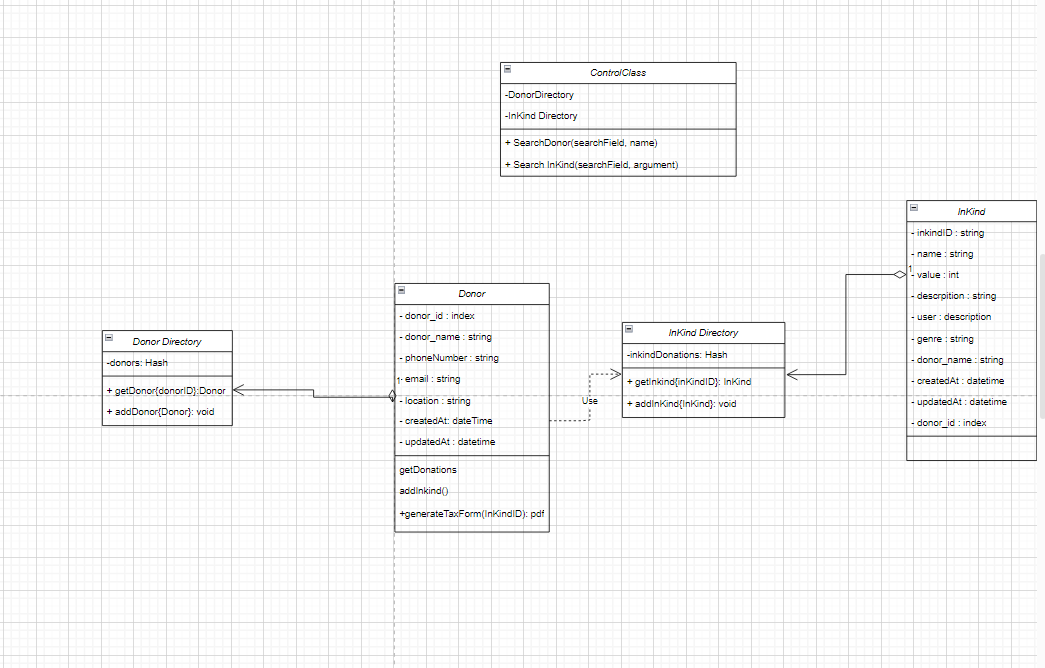 ControlClass
-DonorDirectory
-InKind Directory
+ SearchDonor(searchField, name)
+ Search InKind(searchField, argument)
InKind
- inkindID : string
- name : string
1
- value : int
- descrpition : string
- user : description
- genre : string
- donor_name : string
- createdAt : datetime
- updatedAt : datetime
- donor_id : index
Donor
- donor_id : index
- donor_name : string
- phoneNumber : string
1
- email : string
- location : string
- createdAt: dateTime
- updatedAt : datetime
getDonations
addInkind()
+generateTaxForm(InKindID): pdf
Donor Directory
-donors: Hash
+ getDonor{donorID}:Donor
+ addDonor{Donor}: void
Use
InKind Directory
-inkindDonations: Hash
+ getInkind{inKindID}: InKind
+ addInKind{InKind}: void